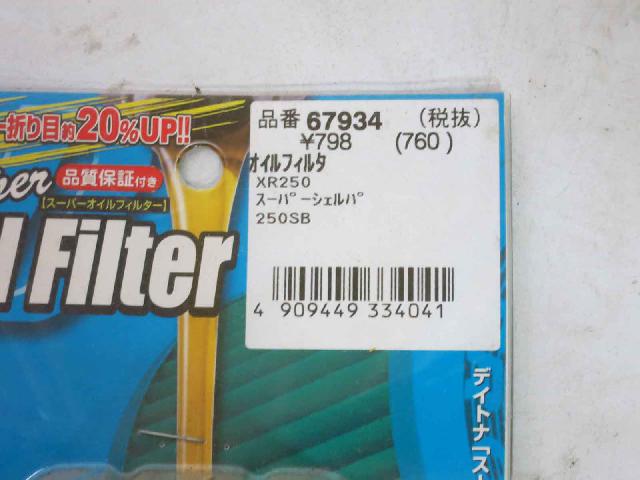 折り目約20%UP!!
品質保証付き
【スーパーオイルフィルター】
Filter
品番 67934 (税抜)
¥798 (760)
オイルフィルタ
XR250
スーパーシェルパ
250SB
4 909449 334041
デイトナ「ス